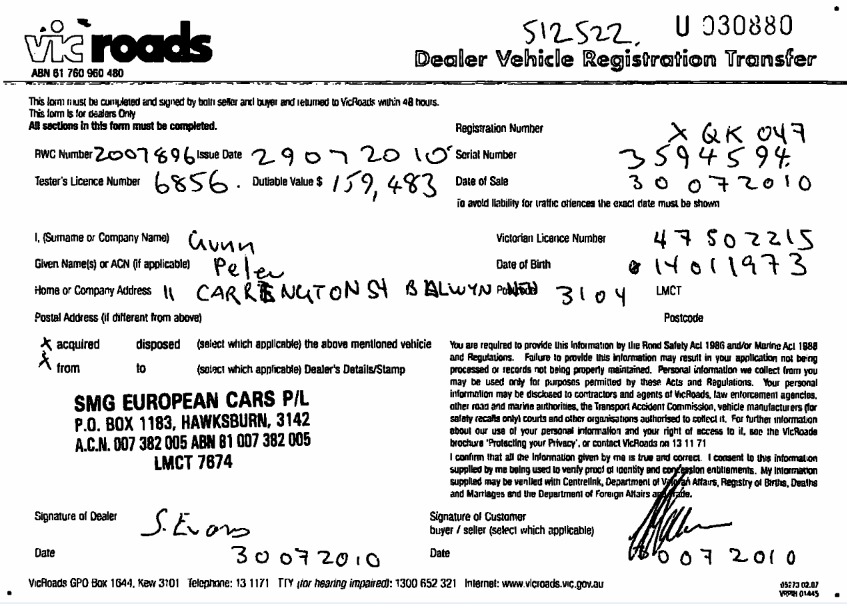 vic roads
ABN 61 760 960 480
512522. U 030880
Dealer Vehicle Registration Transfer
This form must be completed and signed by both seller and buyer and returned to VicRoads within 48 hours.
This form is for dealers Only
All sections in this form must be completed.
Registration Number XQK 047
RWC Number 2007896 Issue Date 29072010 Serial Number 3594594
Tester's Licence Number 6856. Dutiable Value $ 159,483 Date of Sale 30 072010
To avoid liability for traffic offences the exact date must be shown
I, (Surname or Company Name) Gunn Victorian Licence Number 47502215
Given Name(s) or ACN (if applicable) Peter Date of Birth 14011973
Home or Company Address 11 CARRINGTON St BALWYN NTH Postcode 3104 LMCT
Postal Address (if different from above) Postcode
X acquired disposed (select which applicable) the above mentioned vehicle
X from to (select which applicable) Dealer's Details/Stamp
SMG EUROPEAN CARS P/L
P.O. BOX 1183, HAWKSBURN, 3142
A.C.N. 007 382 005 ABN 81 007 382 005
LMCT 7674
You are required to provide this information by the Road Safety Act 1986 and/or Marine Act 1988
and Regulations. Failure to provide this information may result in your application not being
processed or records not being properly maintained. Personal information we collect from you
may be used only for purposes permitted by these Acts and Regulations. Your personal
information may be disclosed to contractors and agents of VicRoads, law enforcement agencies,
other road and marine authorities, the Transport Accident Commission, vehicle manufacturers (for
safety recalls only) courts and other organisations authorised to collect it. For further information
about our use of your personal information and your right of access to it, see the VicRoads
brochure 'Protecting your Privacy', or contact VicRoads on 13 11 71
I confirm that all the information given by me is true and correct. I consent to this information
supplied by me being used to verify proof of identity and concession entitlements. My information
supplied may be verified with Centrelink, Department of Veteran Affairs, Registry of Births, Deaths
and Marriages and the Department of Foreign Affairs and Trade.
Signature of Dealer S. Evans Signature of Customer
buyer / seller (select which applicable)
Date 30072010 Date 30072010
VicRoads GPO Box 1644, Kew 3101 Telephone: 13 1171 TTY (for hearing impaired): 1300 652 321 Internet: www.vicroads.vic.gov.au
05273 02.07
VRPIN 01445